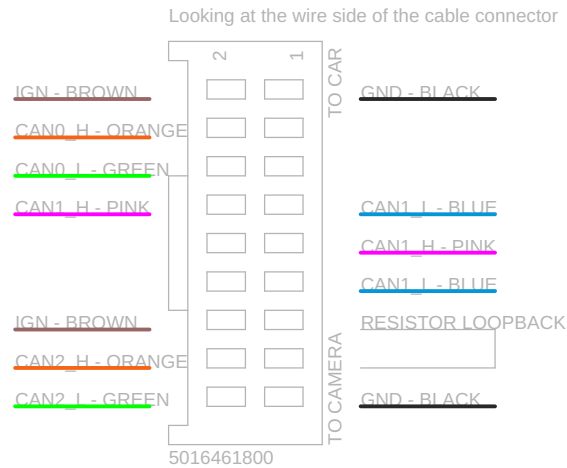 Looking at the wire side of the cable connector
2 1
TO CAR
IGN - BROWN
GND - BLACK
CAN0_H - ORANGE
CAN0_L - GREEN
CAN1_H - PINK
CAN1_L - BLUE
CAN1_H - PINK
CAN1_L - BLUE
IGN - BROWN
RESISTOR LOOPBACK
CAN2_H - ORANGE
TO CAMERA
CAN2_L - GREEN
GND - BLACK
5016461800